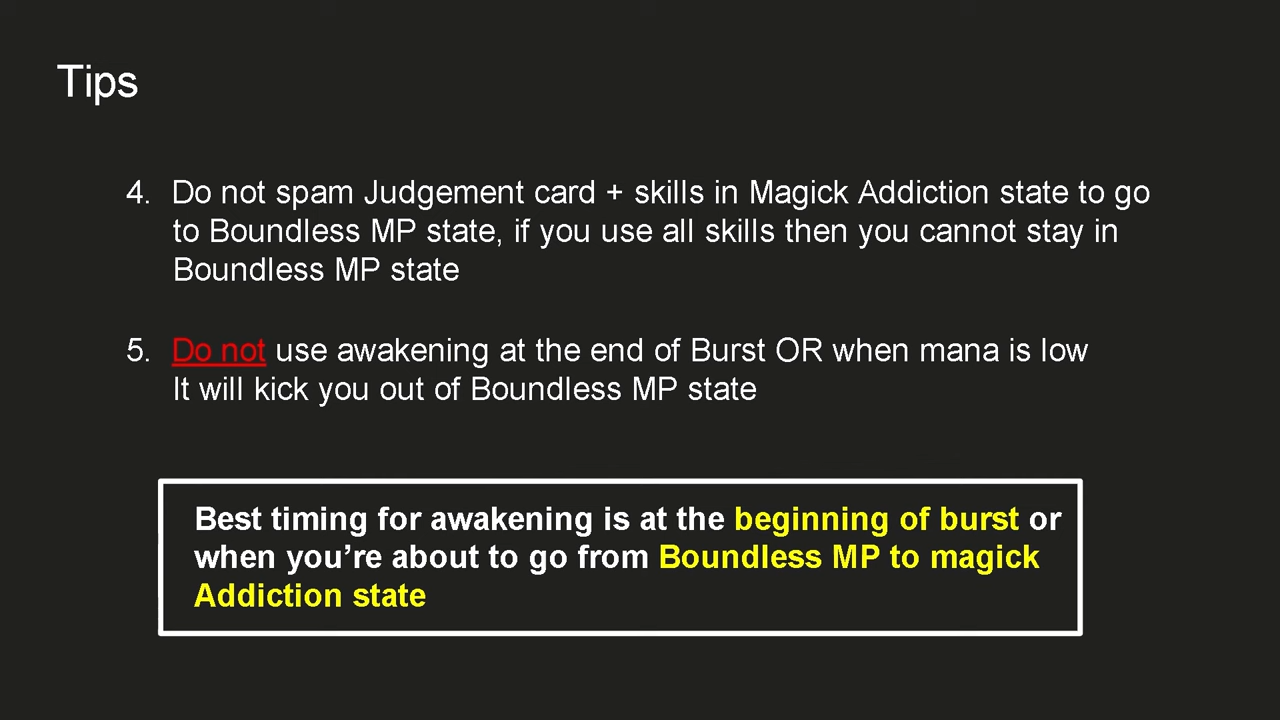 Tips
4. Do not spam Judgement card + skills in Magick Addiction state to go
to Boundless MP state, if you use all skills then you cannot stay in
Boundless MP state
5. Do not use awakening at the end of Burst OR when mana is low
It will kick you out of Boundless MP state
Best timing for awakening is at the beginning of burst or
when you’re about to go from Boundless MP to magick
Addiction state